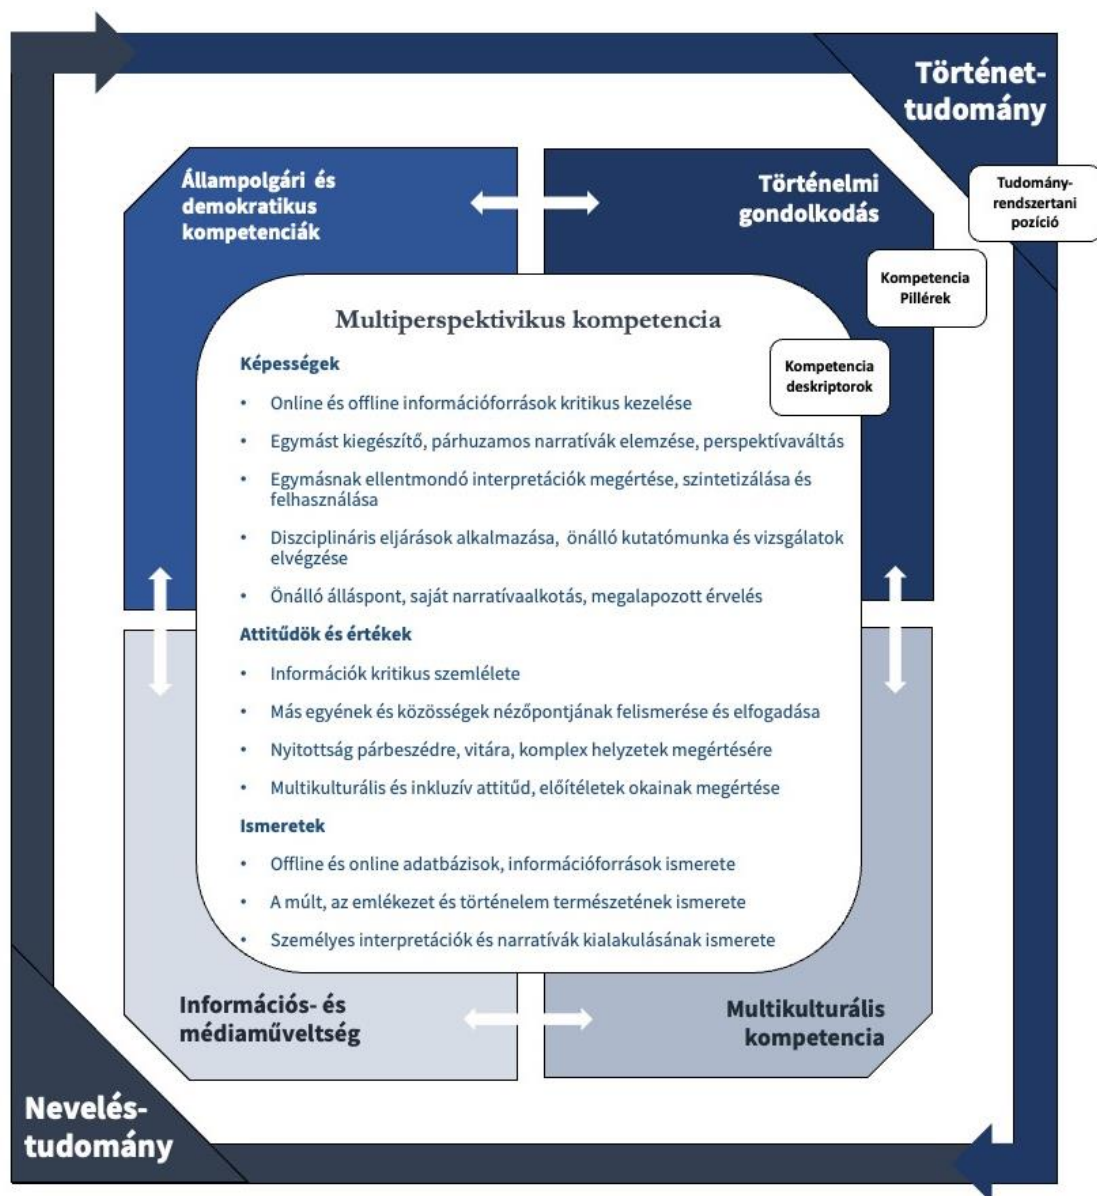 Történet-
tudomány
Tudomány-
rendszertani
pozíció
Állampolgári és
demokratikus
kompetenciák
Történelmi
gondolkodás
Kompetencia
Pillérek
Multiperspektivikus kompetencia
Kompetencia
deskriptorok
Képességek
• Online és offline információforrások kritikus kezelése
• Egymást kiegészítő, párhuzamos narratívák elemzése, perspektívaváltás
• Egymásnak ellentmondó interpretációk megértése, szintetizálása és
felhasználása
• Diszciplináris eljárások alkalmazása, önálló kutatómunka és vizsgálatok
elvégzése
• Önálló álláspont, saját narratívaalkotás, megalapozott érvelés
Attitűdök és értékek
• Információk kritikus szemlélete
• Más egyének és közösségek nézőpontjának felismerése és elfogadása
• Nyitottság párbeszédre, vitára, komplex helyzetek megértésére
• Multikulturális és inkluzív attitűd, előítéletek okainak megértése
Ismeretek
• Offline és online adatbázisok, információforrások ismerete
• A múlt, az emlékezet és történelem természetének ismerete
• Személyes interpretációk és narratívák kialakulásának ismerete
Információs- és
médiaműveltség
Multikulturális
kompetencia
Nevelés-
tudomány